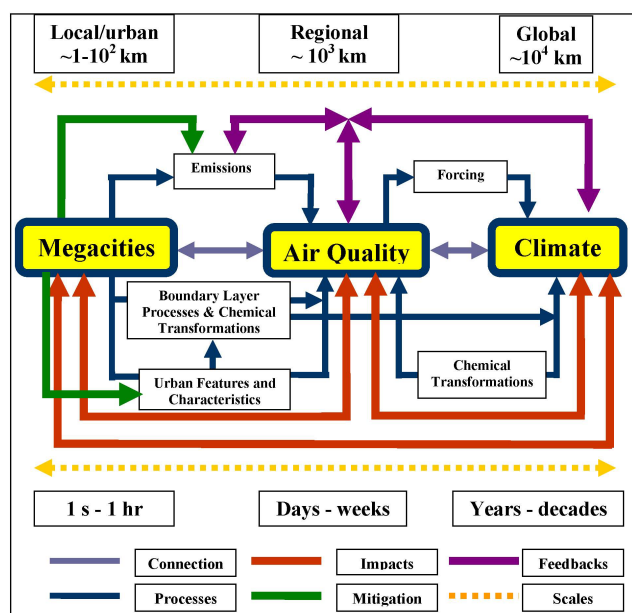 Local/urban
~1-10² km
Regional
~ 10³ km
Global
~10⁴ km
Emissions
Forcing
Megacities
Air Quality
Climate
Boundary Layer
Processes & Chemical
Transformations
Urban Features and
Characteristics
Chemical
Transformations
1 s - 1 hr
Days - weeks
Years - decades
Connection
Impacts
Feedbacks
Processes
Mitigation
Scales